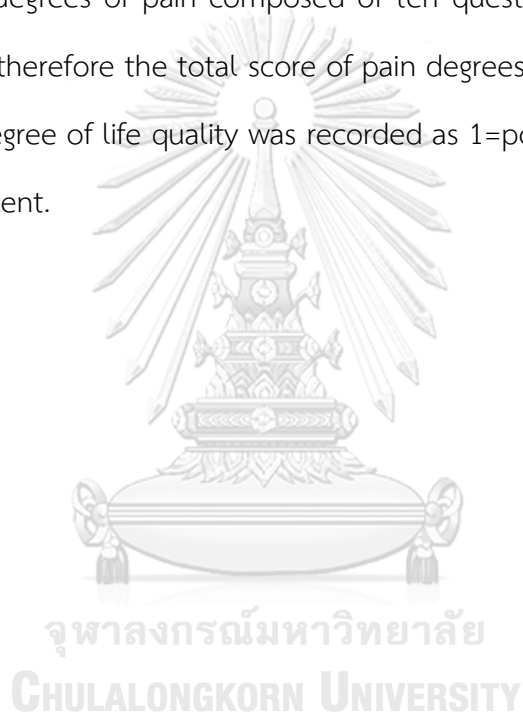 degrees of pain composed of ten quest
therefore the total score of pain degrees
egree of life quality was recorded as 1=po
ent.
จุฬาลงกรณ์มหาวิทยาลัย
CHULALONGKORN UNIVERSITY